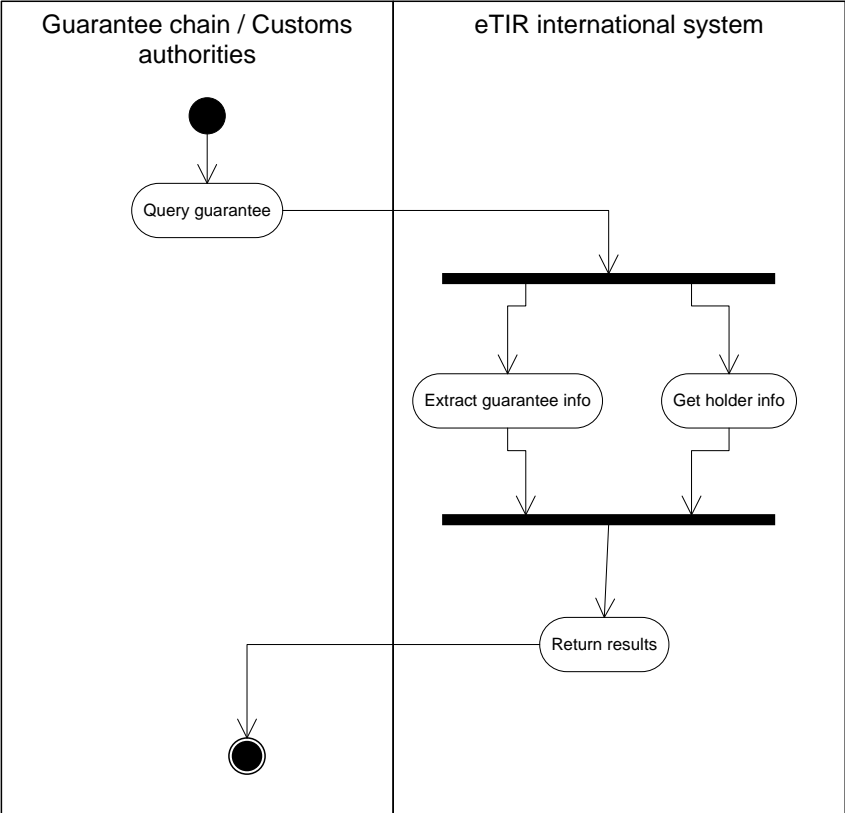 Guarantee chain / Customs
authorities
eTIR international system
Query guarantee
Extract guarantee info
Get holder info
Return results